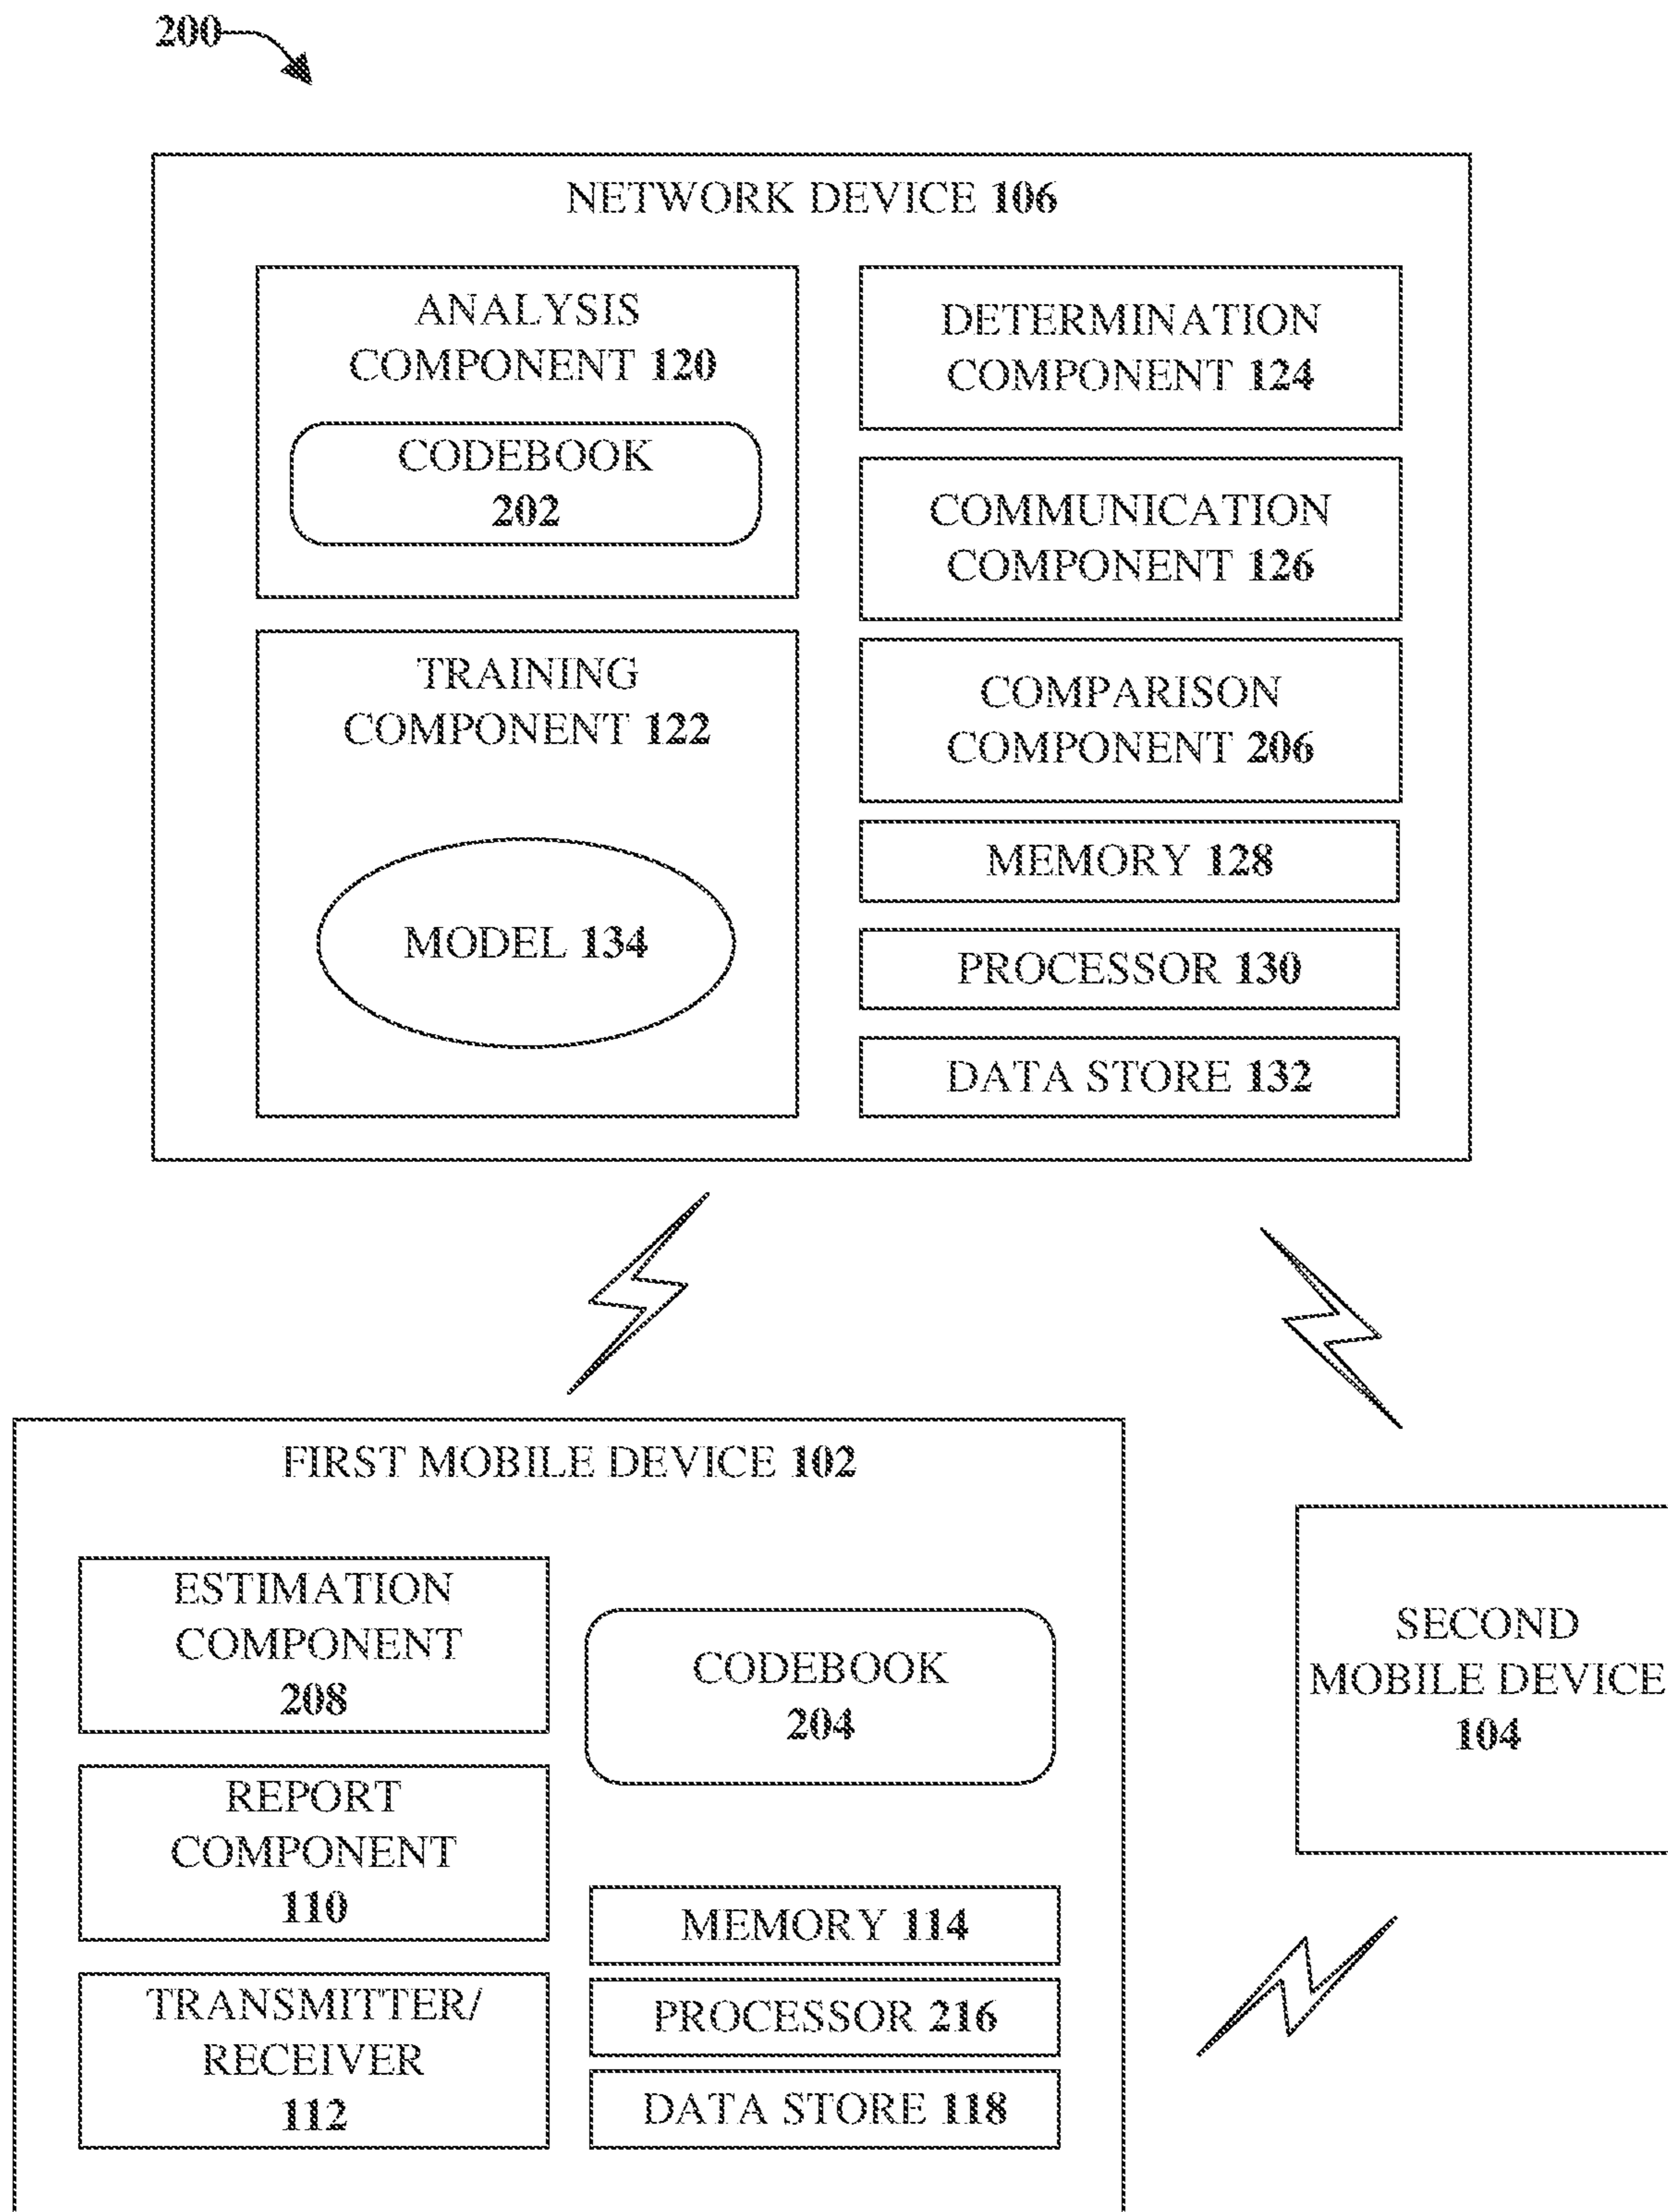 200
NETWORK DEVICE 106
ANALYSIS
COMPONENT 120
CODEBOOK
202
TRAINING
COMPONENT 122
MODEL 134
DETERMINATION
COMPONENT 124
COMMUNICATION
COMPONENT 126
COMPARISON
COMPONENT 206
MEMORY 128
PROCESSOR 130
DATA STORE 132
FIRST MOBILE DEVICE 102
ESTIMATION
COMPONENT
208
REPORT
COMPONENT
110
TRANSMITTER/
RECEIVER
112
CODEBOOK
204
MEMORY 114
PROCESSOR 216
DATA STORE 118
SECOND
MOBILE DEVICE
104